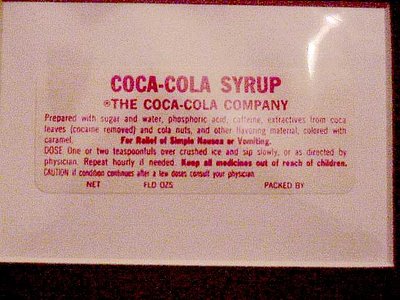 COCA-COLA SYRUP
®THE COCA-COLA COMPANY
Prepared with sugar and water, phosphoric acid, caffeine, extractives from coca
leaves (cocaine removed) and cola nuts, and other flavoring material, colored with
caramel. For Relief of Simple Nausea or Vomiting.
DOSE One or two teaspoonfuls over crushed ice and sip slowly, or as directed by
physician. Repeat hourly if needed. Keep all medicines out of reach of children.
CAUTION if condition continues after a few doses consult your physician.
NET FLD OZS PACKED BY